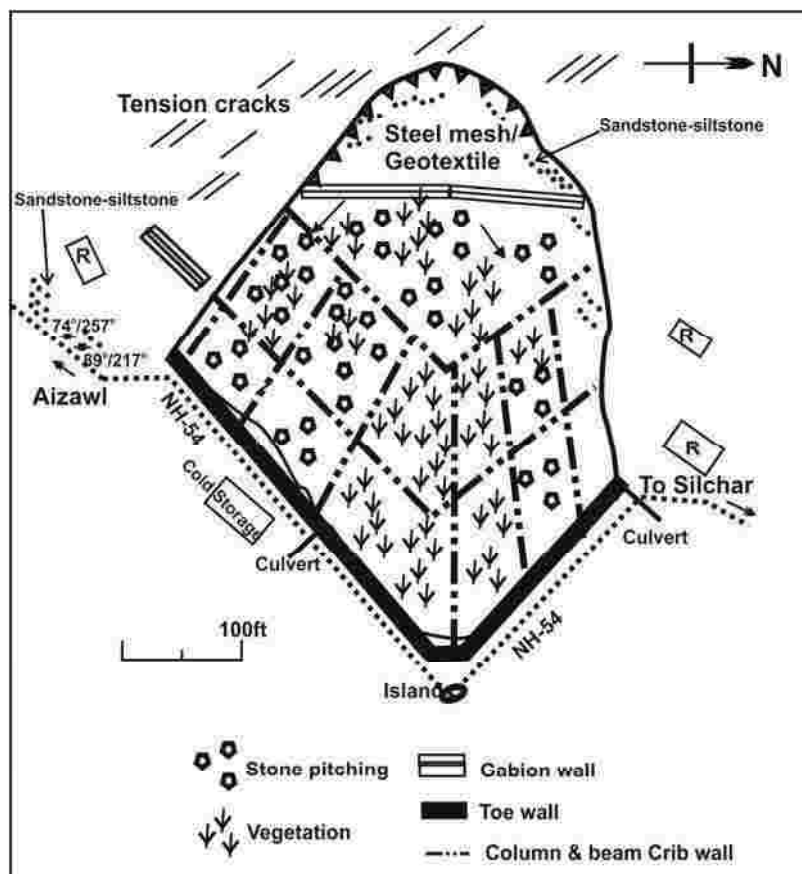 N
Tension cracks
Steel mesh/
Geotextile
Sandstone-siltstone
Sandstone-siltstone
R
74°/257°
89°/217°
Aizawl
NH-54
Cold Storage
Culvert
R
R
To Silchar
Culvert
NH-54
100ft
Island
Stone pitching
Gabion wall
Vegetation
Toe wall
Column & beam Crib wall